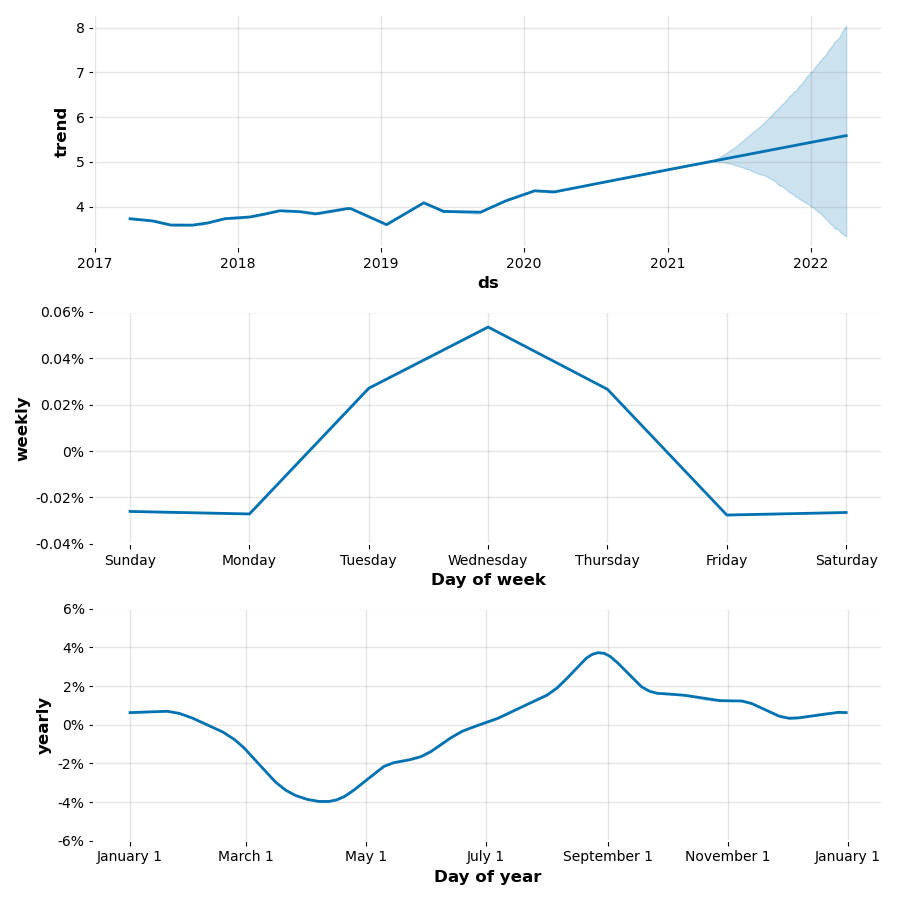 8
7
6
5
4
trend
2017 2018 2019 2020 2021 2022
ds
0.06%
0.04%
0.02%
0%
-0.02%
-0.04%
weekly
Sunday Monday Tuesday Wednesday Thursday Friday Saturday
Day of week
6%
4%
2%
0%
-2%
-4%
-6%
yearly
January 1 March 1 May 1 July 1 September 1 November 1 January 1
Day of year